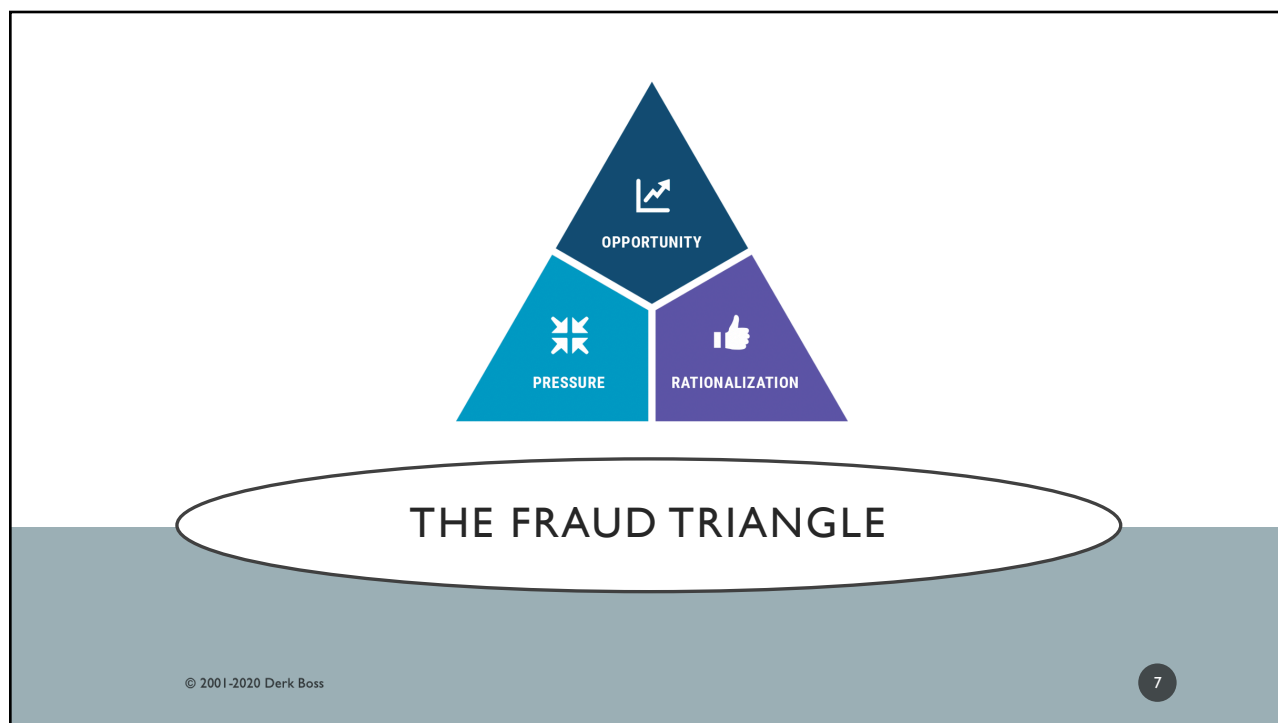 OPPORTUNITY
PRESSURE
RATIONALIZATION
THE FRAUD TRIANGLE
© 2001-2020 Derk Boss
7